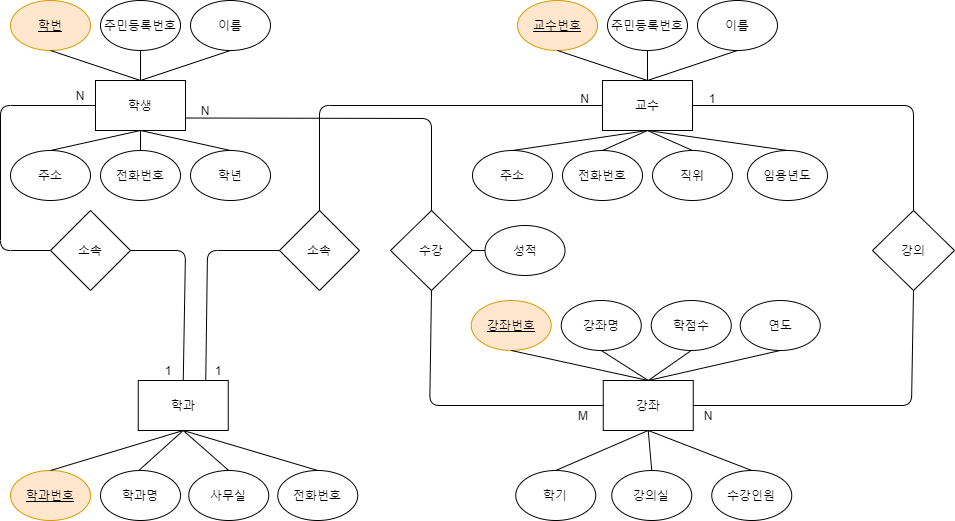 학번
주민등록번호
이름
교수번호
주민등록번호
이름
N
학생
N
N
교수
1
주소
전화번호
학년
주소
전화번호
직위
임용년도
소속
소속
수강
성적
강의
강좌번호
강좌명
학점수
연도
1
1
학과
강좌
M
N
학과번호
학과명
사무실
전화번호
학기
강의실
수강인원